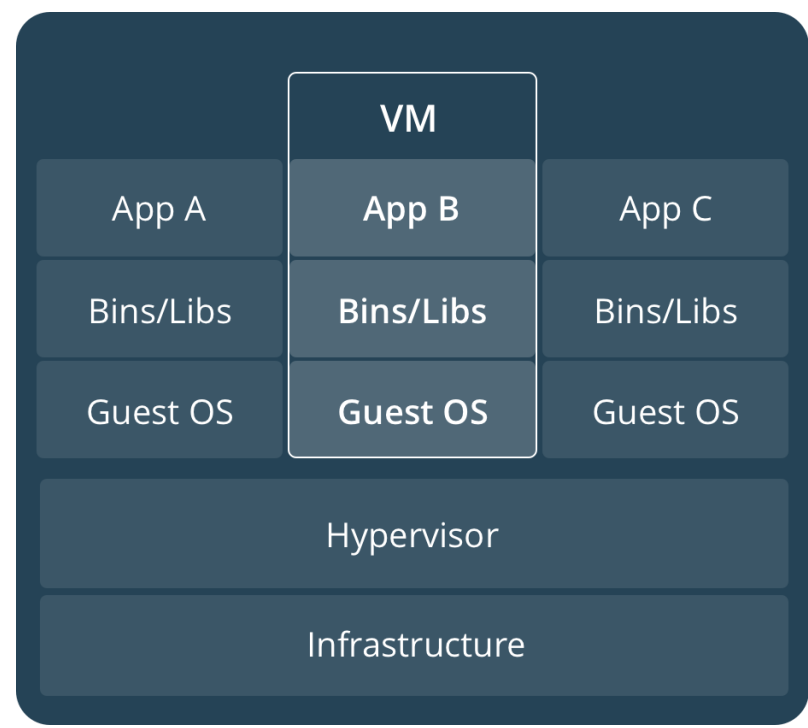 VM
App A
App B
App C
Bins/Libs
Bins/Libs
Bins/Libs
Guest OS
Guest OS
Guest OS
Hypervisor
Infrastructure